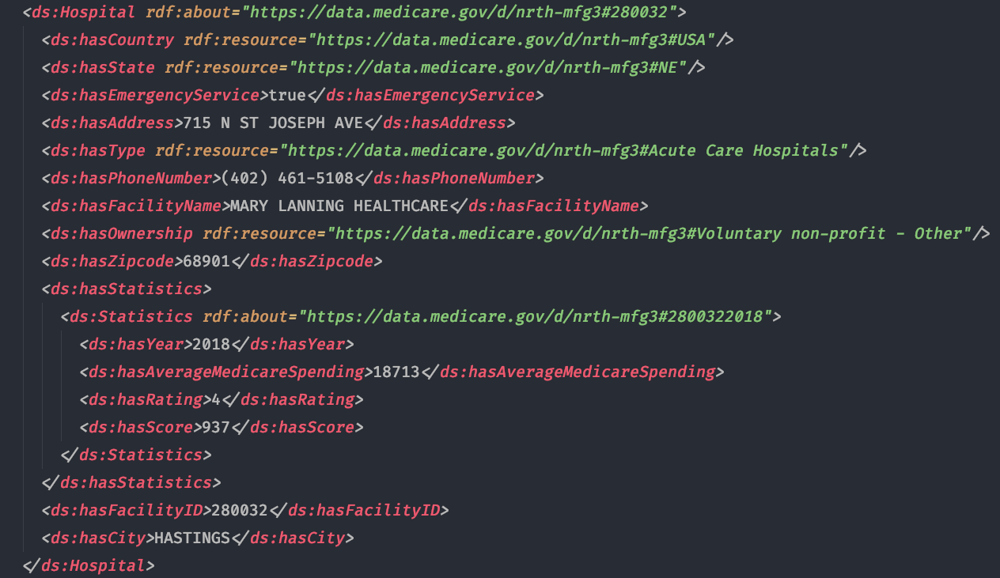 <ds:Hospital rdf:about="https://data.medicare.gov/d/nrth-mfg3#280032">
<ds:hasCountry rdf:resource="https://data.medicare.gov/d/nrth-mfg3#USA"/>
<ds:hasState rdf:resource="https://data.medicare.gov/d/nrth-mfg3#NE"/>
<ds:hasEmergencyService>true</ds:hasEmergencyService>
<ds:hasAddress>715 N ST JOSEPH AVE</ds:hasAddress>
<ds:hasType rdf:resource="https://data.medicare.gov/d/nrth-mfg3#Acute Care Hospitals"/>
<ds:hasPhoneNumber>(402) 461-5108</ds:hasPhoneNumber>
<ds:hasFacilityName>MARY LANNING HEALTHCARE</ds:hasFacilityName>
<ds:hasOwnership rdf:resource="https://data.medicare.gov/d/nrth-mfg3#Voluntary non-profit - Other"/>
<ds:hasZipcode>68901</ds:hasZipcode>
<ds:hasStatistics>
<ds:Statistics rdf:about="https://data.medicare.gov/d/nrth-mfg3#2800322018">
<ds:hasYear>2018</ds:hasYear>
<ds:hasAverageMedicareSpending>18713</ds:hasAverageMedicareSpending>
<ds:hasRating>4</ds:hasRating>
<ds:hasScore>937</ds:hasScore>
</ds:Statistics>
</ds:hasStatistics>
<ds:hasFacilityID>280032</ds:hasFacilityID>
<ds:hasCity>HASTINGS</ds:hasCity>
</ds:Hospital>